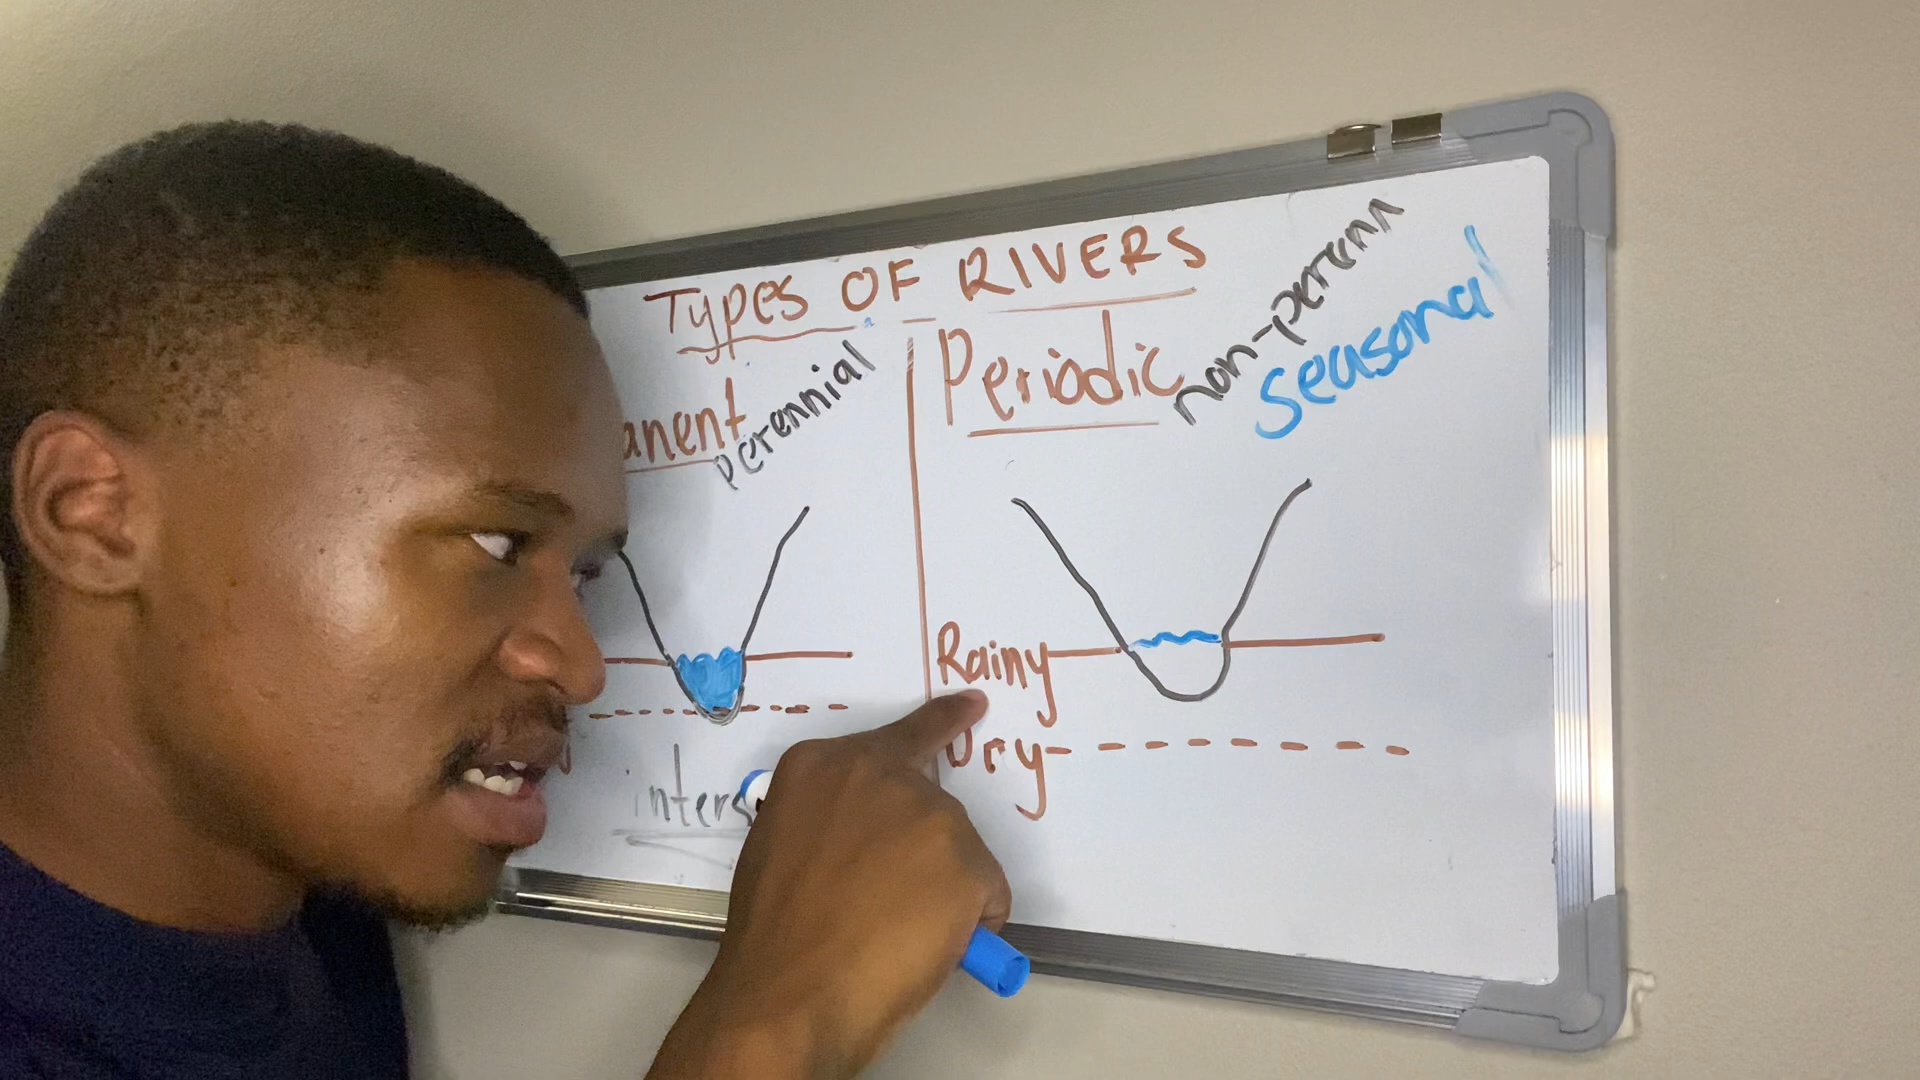 Types OF RIVERS
anent perennial
Periodic non-perenn
seasonal
Rainy
Dry
inters